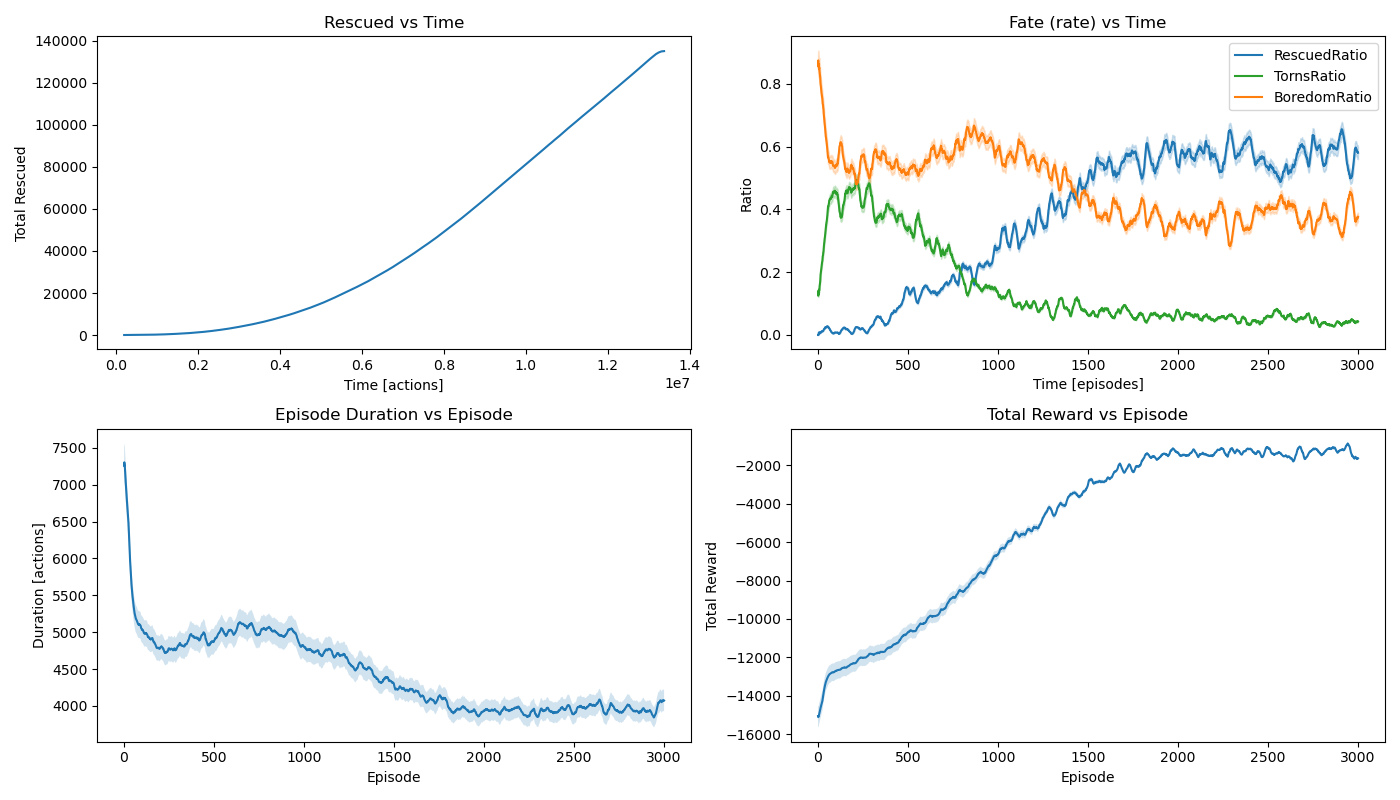 Rescued vs Time
140000
120000
100000
80000
60000
40000
20000
0
Total Rescued
0.0 0.2 0.4 0.6 0.8 1.0 1.2 1.4
1e7
Time [actions]
Fate (rate) vs Time
RescuedRatio
TornsRatio
BoredomRatio
0.8
0.6
0.4
0.2
0.0
Ratio
0 500 1000 1500 2000 2500 3000
Time [episodes]
Episode Duration vs Episode
7500
7000
6500
6000
5500
5000
4500
4000
Duration [actions]
0 500 1000 1500 2000 2500 3000
Episode
Total Reward vs Episode
−2000
−4000
−6000
−8000
−10000
−12000
−14000
−16000
Total Reward
0 500 1000 1500 2000 2500 3000
Episode